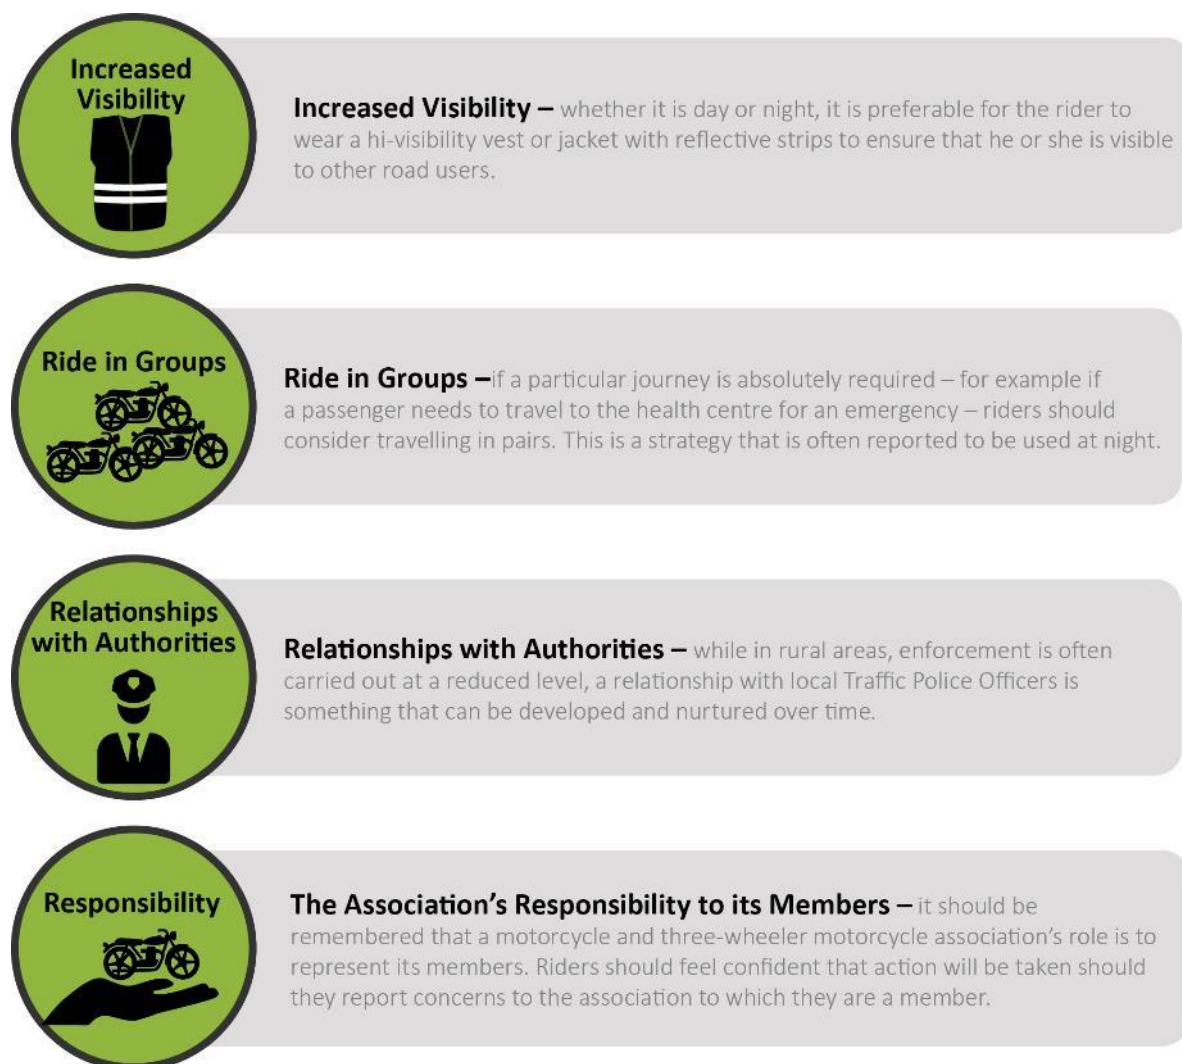 Increased
Visibility
Increased Visibility – whether it is day or night, it is preferable for the rider to
wear a hi-visibility vest or jacket with reflective strips to ensure that he or she is visible
to other road users.
Ride in Groups
Ride in Groups –if a particular journey is absolutely required – for example if
a passenger needs to travel to the health centre for an emergency – riders should
consider travelling in pairs. This is a strategy that is often reported to be used at night.
Relationships
with Authorities
Relationships with Authorities – while in rural areas, enforcement is often
carried out at a reduced level, a relationship with local Traffic Police Officers is
something that can be developed and nurtured over time.
Responsibility
The Association’s Responsibility to its Members – it should be
remembered that a motorcycle and three-wheeler motorcycle association’s role is to
represent its members. Riders should feel confident that action will be taken should
they report concerns to the association to which they are a member.